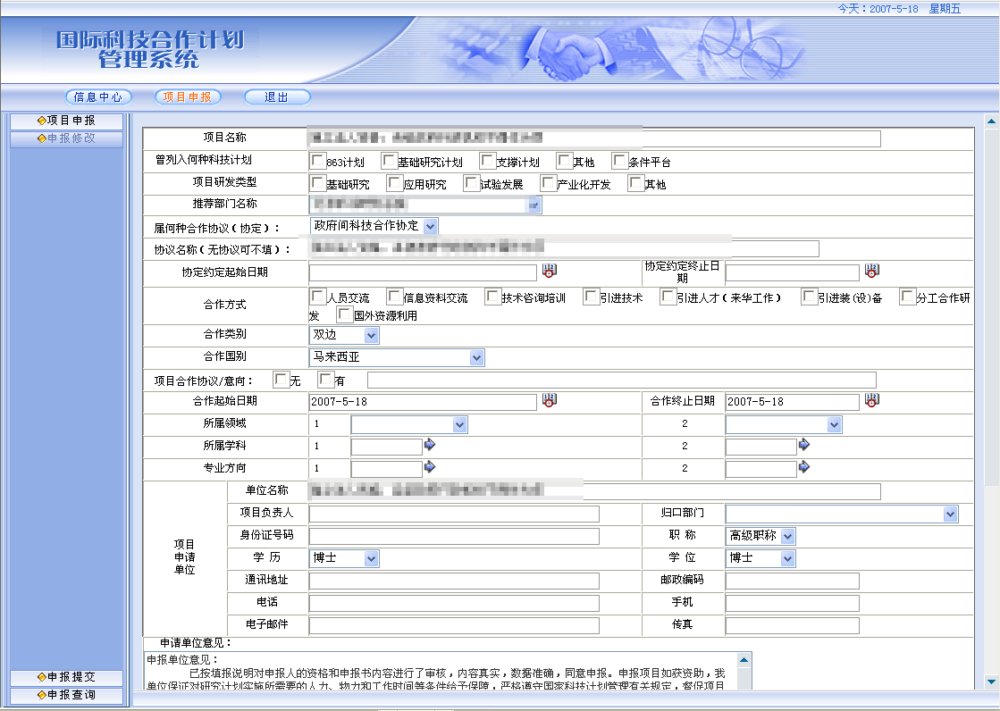 今天：2007-5-18 星期五
国际科技合作计划
管理系统
信息中心 项目申报 退出
项目申报
申报修改
项目名称
曾列入何种科技计划 863计划 基础研究计划 支撑计划 其他 条件平台
项目研发类型 基础研究 应用研究 试验发展 产业化开发 其他
推荐部门名称
属何种合作协议(协定)： 政府间科技合作协定
协议名称(无协议可不填)：
协定约定起始日期 协定约定终止日
期
合作方式 人员交流 信息资料交流 技术咨询培训 引进技术 引进人才(来华工作) 引进装(设)备 分工合作研
发 国外资源利用
合作类别 双边
合作国别 马来西亚
项目合作协议/意向： 无 有
合作起始日期 2007-5-18 合作终止日期 2007-5-18
所属领域 1 2
所属学科 1 2
专业方向 1 2
项目
申请
单位
单位名称
项目负责人 归口部门
身份证号码 职 称 高级职称
学 历 博士 学 位 博士
通讯地址 邮政编码
电话 手机
电子邮件 传真
申请单位意见：
申报单位意见：
已按填报说明对申报人的资格和申报书内容进行了审核，内容真实，数据准确，同意申报。申报项目如获资助，我
单位保证对研究计划实施所需要的人力、物力和工作时间等条件给予保障，严格遵守国家科技计划管理有关规定，督促项目
申报提交
申报查询